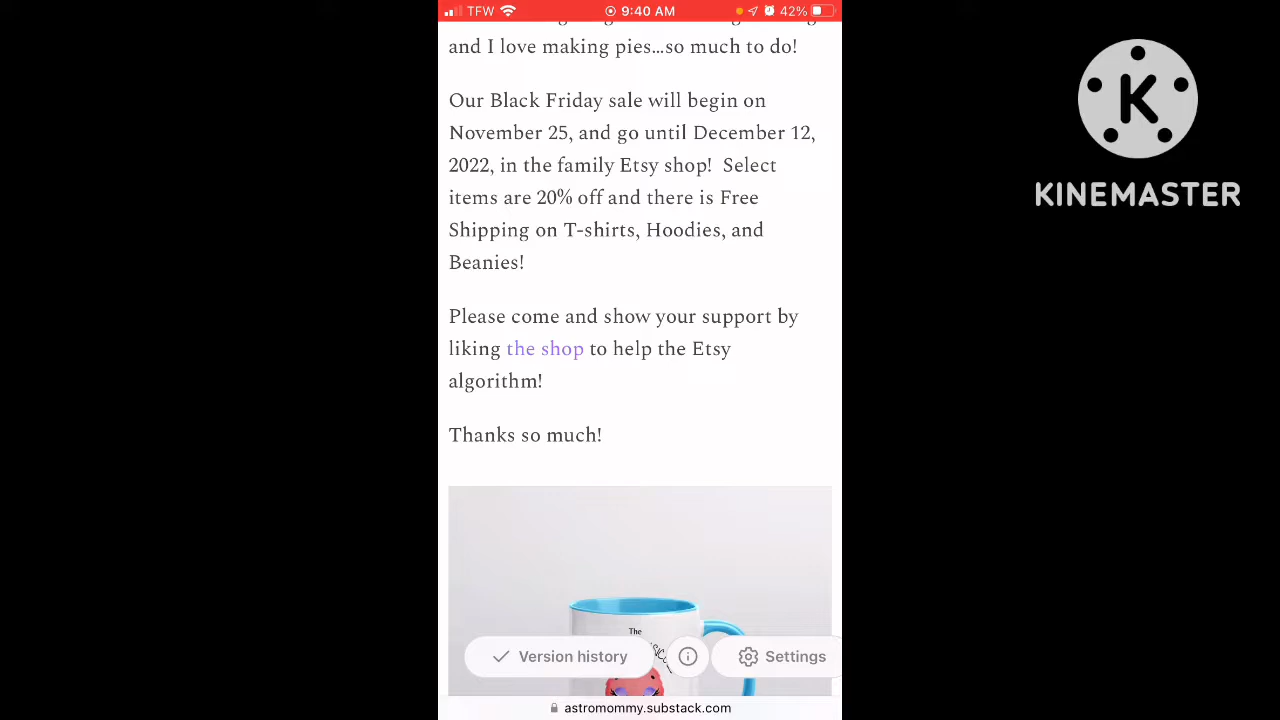 TFW
9:40 AM
42%
and I love making pies...so much to do!
Our Black Friday sale will begin on
November 25, and go until December 12,
2022, in the family Etsy shop!  Select
items are 20% off and there is Free
Shipping on T-shirts, Hoodies, and
Beanies!
Please come and show your support by
liking the shop to help the Etsy
algorithm!
Thanks so much!
The
Version history
Settings
astromommy.substack.com
K
KINEMASTER